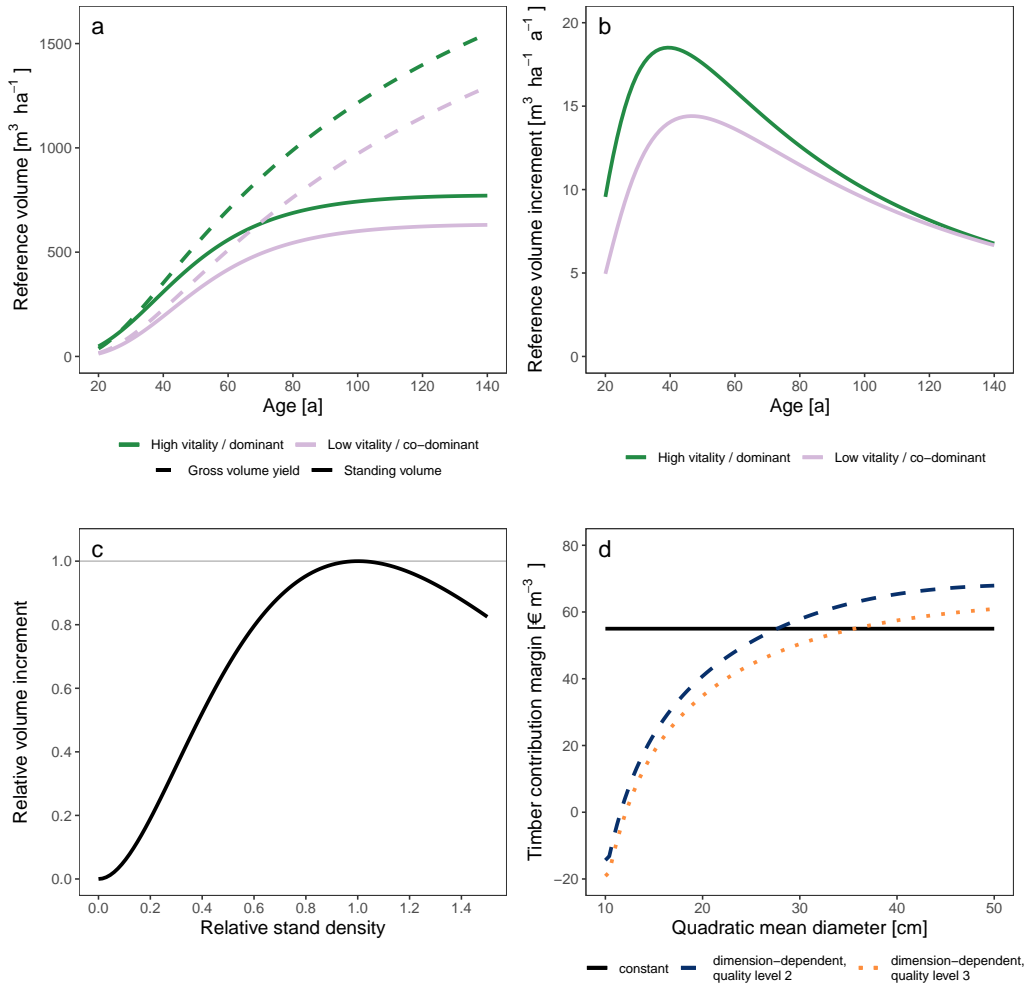 a
Reference volume [m³ ha⁻¹ ]
1500
1000
500
0
20 40 60 80 100 120 140
Age [a]
High vitality / dominant Low vitality / co−dominant
Gross volume yield Standing volume
b
Reference volume increment [m³ ha⁻¹ a⁻¹ ]
20
15
10
5
0
20 40 60 80 100 120 140
Age [a]
High vitality / dominant Low vitality / co−dominant
c
Relative volume increment
1.0
0.8
0.6
0.4
0.2
0.0
0.0 0.2 0.4 0.6 0.8 1.0 1.2 1.4
Relative stand density
d
Timber contribution margin [€ m⁻³ ]
80
60
40
20
0
−20
10 20 30 40 50
Quadratic mean diameter [cm]
constant
dimension−dependent,
quality level 2
dimension−dependent,
quality level 3